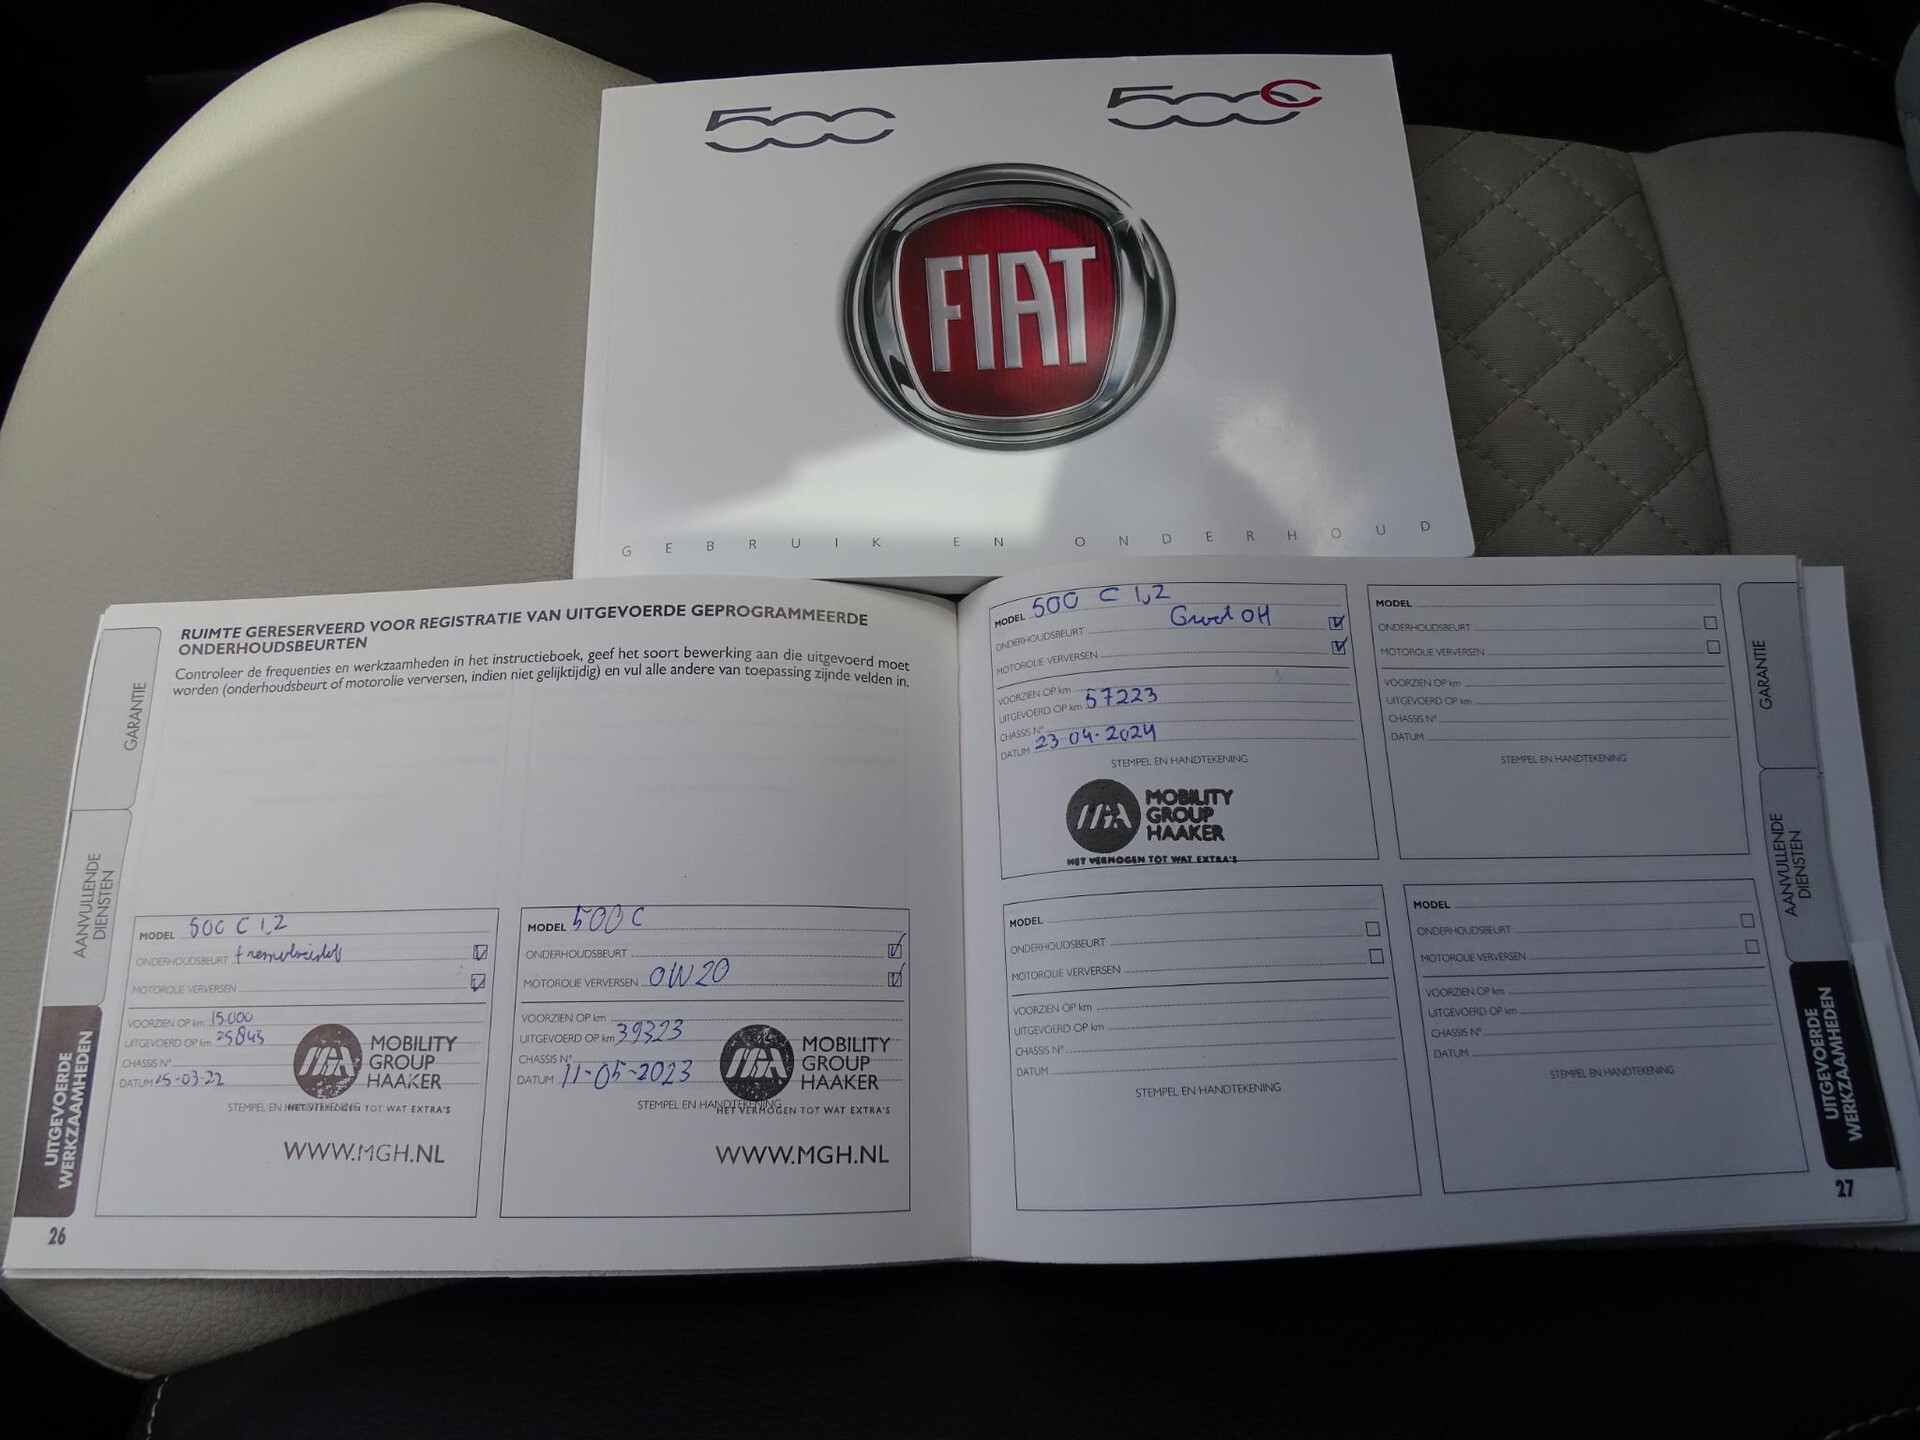 500
500C
FIAT
GEBRUIK EN ONDERHOUD
RUIMTE GERESERVEERD VOOR REGISTRATIE VAN UITGEVOERDE GEPROGRAMMEERDE
ONDERHOUDSBEURTEN
Controleer de frequenties en werkzaamheden in het instructieboek, geef het soort bewerking aan die uitgevoerd moet
worden (onderhoudsbeurt of motorolie verversen, indien niet gelijktijdig) en vul alle andere van toepassing zijnde velden in.
GARANTIE
AANVULLENDE
DIENSTEN
UITGEVOERDE
WERKZAAMHEDEN
MODEL 500 C 1,2
ONDERHOUDSBEURT + remvloeistof
MOTOROLIE VERVERSEN
VOORZIEN OP km 15.000
UITGEVOERD OP km 25843
CHASSIS N°
DATUM 15-03-22
STEMPEL EN HANDTEKENING
MOBILITY
GROUP
HAAKER
HET VERMOGEN TOT WAT EXTRA'S
WWW.MGH.NL
26
MODEL 500 C
ONDERHOUDSBEURT
MOTOROLIE VERVERSEN 0W20
VOORZIEN OP km
UITGEVOERD OP km 39323
CHASSIS N°
DATUM 11-05-2023
STEMPEL EN HANDTEKENING
MOBILITY
GROUP
HAAKER
HET VERMOGEN TOT WAT EXTRA'S
WWW.MGH.NL
MODEL 500 C 1,2
ONDERHOUDSBEURT Groot OH
MOTOROLIE VERVERSEN
VOORZIEN OP km
UITGEVOERD OP km 57223
CHASSIS N°
DATUM 23-04-2024
STEMPEL EN HANDTEKENING
MOBILITY
GROUP
HAAKER
HET VERMOGEN TOT WAT EXTRA'S
MODEL
ONDERHOUDSBEURT
MOTOROLIE VERVERSEN
VOORZIEN OP km
UITGEVOERD OP km
CHASSIS N°
DATUM
STEMPEL EN HANDTEKENING
MODEL
ONDERHOUDSBEURT
MOTOROLIE VERVERSEN
VOORZIEN OP km
UITGEVOERD OP km
CHASSIS N°
DATUM
STEMPEL EN HANDTEKENING
MODEL
ONDERHOUDSBEURT
MOTOROLIE VERVERSEN
VOORZIEN OP km
UITGEVOERD OP km
CHASSIS N°
DATUM
STEMPEL EN HANDTEKENING
GARANTIE
AANVULLENDE
DIENSTEN
UITGEVOERDE
WERKZAAMHEDEN
27